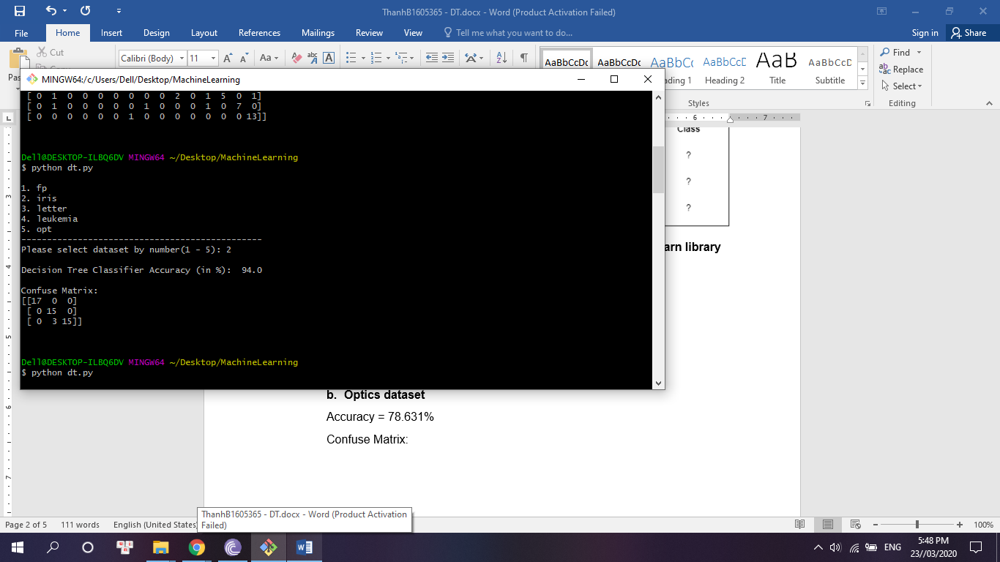 ThanhB1605365 - DT.docx - Word (Product Activation Failed)
File Home Insert Design Layout References Mailings Review View Tell me what you want to do... Sign in Share
Cut
Calibri (Body) 11 Aa
AaBbCcDc AaBbCcDc AaBbCc AaBbCcD AaB AaBbCcD
Heading 2 Title Subtitle
Find
Replace
Select
Styles
Editing
MINGW64:/c/Users/Dell/Desktop/MachineLearning
[ 0 1 0 0 0 0 0 0 0 2 0 1 5 0 1]
[ 0 1 0 0 0 0 0 1 0 0 0 1 0 7 0]
[ 0 0 0 0 0 0 1 0 0 0 0 0 0 0 13]]
Dell@DESKTOP-ILBQ6DV MINGW64 ~/Desktop/MachineLearning
$ python dt.py
1. fp
2. iris
3. letter
4. leukemia
5. opt
-----------------------------------------------
Please select dataset by number(1 - 5): 2
Decision Tree Classifier Accuracy (in %):  94.0
Confuse Matrix:
[[17  0  0]
[ 0 15  0]
[ 0  3 15]]
Dell@DESKTOP-ILBQ6DV MINGW64 ~/Desktop/MachineLearning
$ python dt.py
6 7
Class
?
?
?
library
3
4
5
6
7
b. Optics dataset
Accuracy = 78.631%
Confuse Matrix:
ThanhB1605365 - DT.docx - Word (Product Activation
Failed)
Page 2 of 5 111 words English (United States) 100%
ENG
5:48 PM
23//03/2020